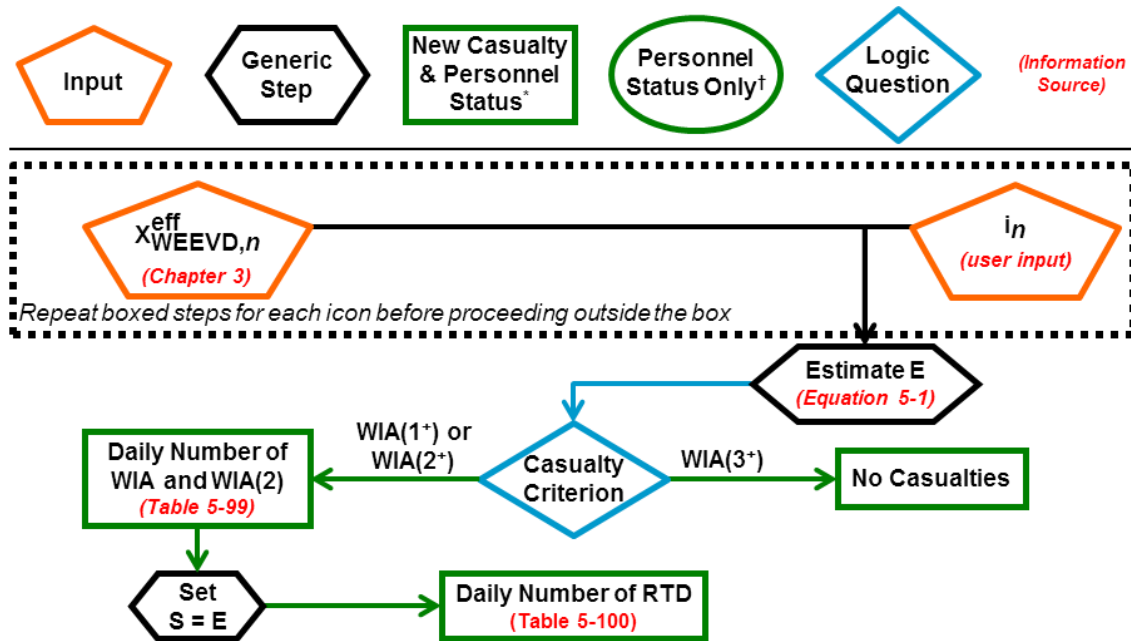 Input
Generic
Step
New Casualty
& Personnel
Status*
Personnel
Status Only†
Logic
Question
(Information
Source)
X^eff_WEEVD,n
(Chapter 3)
i_n
(user input)
Repeat boxed steps for each icon before proceeding outside the box
Estimate E
(Equation 5-1)
WIA(1⁺) or
WIA(2⁺)
Casualty
Criterion
WIA(3⁺)
No Casualties
Daily Number of
WIA and WIA(2)
(Table 5-99)
Set
S = E
Daily Number of RTD
(Table 5-100)